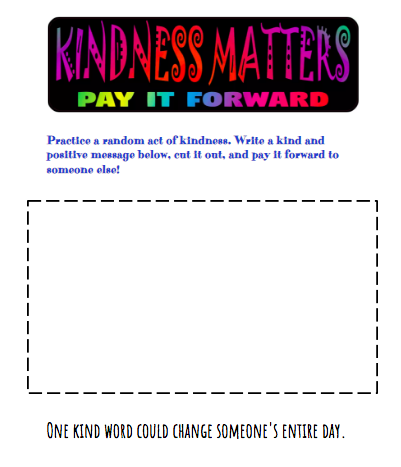 KINDNESS MATTERS
PAY IT FORWARD
Practice a random act of kindness. Write a kind and
positive message below, cut it out, and pay it forward to
someone else!
One kind word could change someone's entire day.